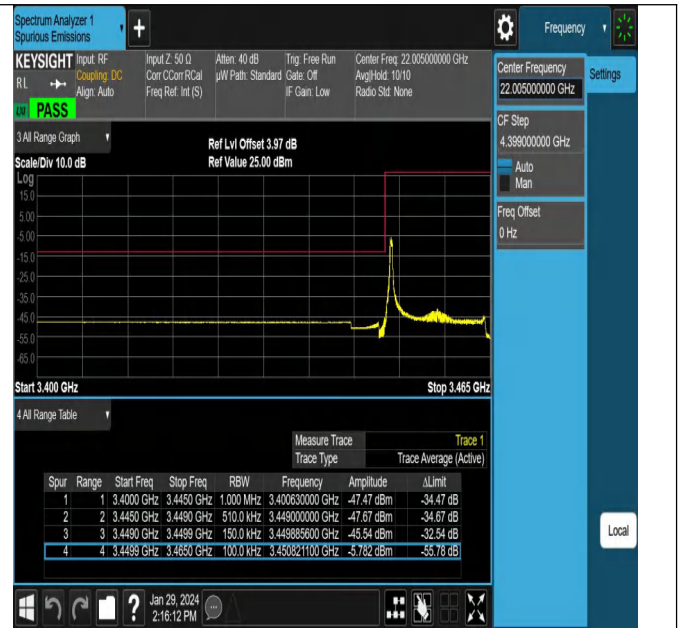 Spectrum Analyzer 1
Spurious Emissions
+
Frequency
KEYSIGHT
RL
LXI
PASS
Input: RF
Coupling: DC
Align: Auto
Input Z: 50 Ω
Corr CCorr RCal
Freq Ref: Int (S)
Atten: 40 dB
µW Path: Standard
Trig: Free Run
Gate: Off
IF Gain: Low
Center Freq: 22.005000000 GHz
Avg|Hold: 10/10
Radio Std: None
Center Frequency
22.005000000 GHz
Settings
CF Step
4.399000000 GHz
Auto
Man
Freq Offset
0 Hz
3 All Range Graph
Scale/Div 10.0 dB
Ref Lvl Offset 3.97 dB
Ref Value 25.00 dBm
Log
15.0
5.00
-5.00
-15.0
-25.0
-35.0
-45.0
-55.0
-65.0
Start 3.400 GHz
Stop 3.465 GHz
4 All Range Table
Measure Trace Trace 1
Trace Type Trace Average (Active)
Spur Range Start Freq Stop Freq RBW Frequency Amplitude ΔLimit
1 1 3.4000 GHz 3.4450 GHz 1.000 MHz 3.400630000 GHz -47.47 dBm -34.47 dB
2 2 3.4450 GHz 3.4490 GHz 510.0 kHz 3.449000000 GHz -47.67 dBm -34.67 dB
3 3 3.4490 GHz 3.4499 GHz 150.0 kHz 3.449885600 GHz -45.54 dBm -32.54 dB
4 4 3.4499 GHz 3.4650 GHz 100.0 kHz 3.450821100 GHz -5.782 dBm -55.78 dB
Local
?
Jan 29, 2024
2:16:12 PM